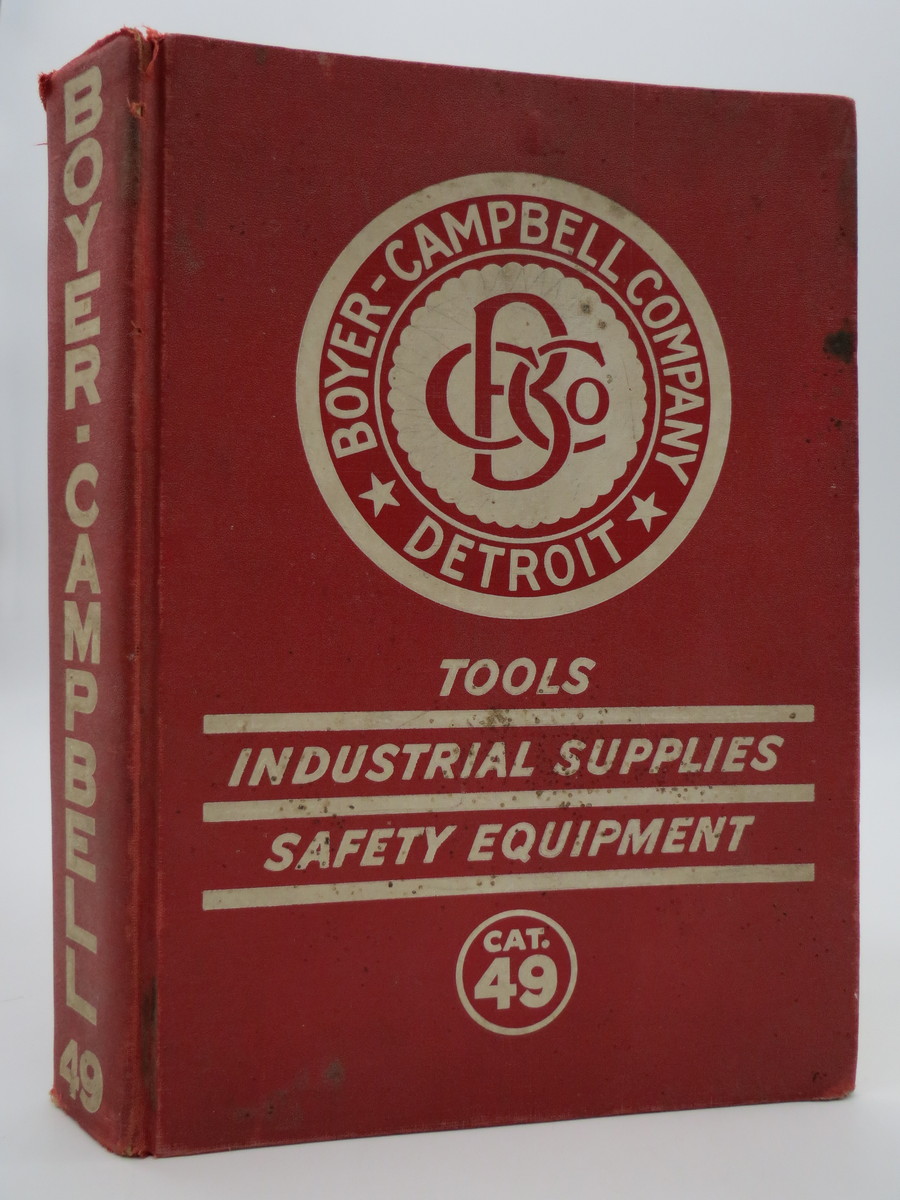 BOYER-CAMPBELL 49
BOYER-CAMPBELL COMPANY
BCCo
★ DETROIT ★
TOOLS
INDUSTRIAL SUPPLIES
SAFETY EQUIPMENT
CAT.
49